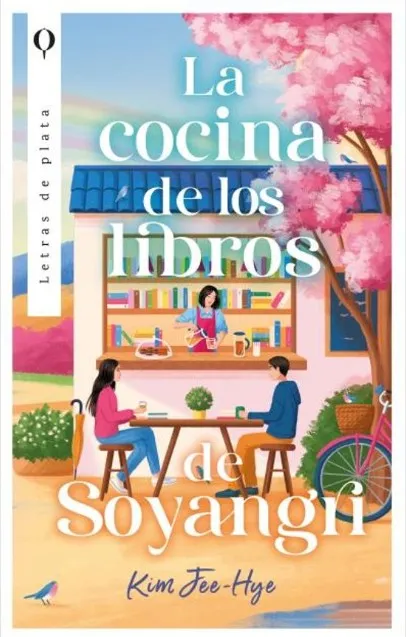 Letras de plata
La
cocina
de los
libros
de
Soyangri
Kim Jee-Hye